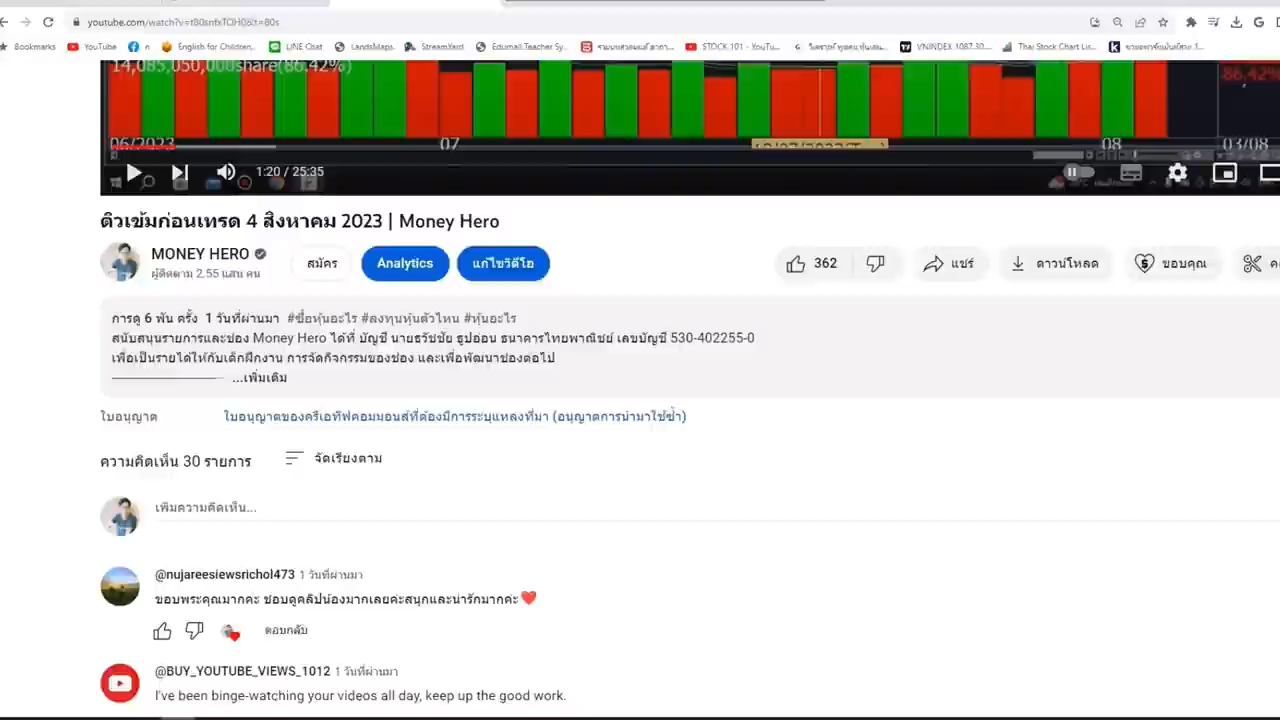 youtube.com/watch?v=t80snfxTOH0&t=80s
Bookmarks YouTube English for Children,.. LINE Chat LandsMaps StreamYard Edumall Teacher Sy... STOCK 101 - YouTu... VNINDEX 1087.30... Thai Stock Chart Lis...
14,085,050,000share(86.42%)
86,42%
06/2023 07 08 03/08
1:20 / 25:35
ติวเข้มก่อนเทรด 4 สิงหาคม 2023 | Money Hero
MONEY HERO
ผู้ติดตาม 2.55 แสน คน
สมัคร Analytics แก้ไขวิดีโอ 362 แชร์ ดาวน์โหลด ขอบคุณ
การดู 6 พัน ครั้ง 1 วันที่ผ่านมา #ซื้อหุ้นอะไร #ลงทุนหุ้นตัวไหน #หุ้นอะไร
สนับสนุนรายการและช่อง Money Hero ได้ที่ บัญชี นายธวัชชัย ธูปอ่อน ธนาคารไทยพาณิชย์ เลขบัญชี 530-402255-0
เพื่อเป็นรายได้ให้กับเด็กฝึกงาน การจัดกิจกรรมของช่อง และเพื่อพัฒนาช่องต่อไป
...เพิ่มเติม
ใบอนุญาต ใบอนุญาตของครีเอทีฟคอมมอนส์ที่ต้องมีการระบุแหล่งที่มา (อนุญาตการนำมาใช้ซ้ำ)
ความคิดเห็น 30 รายการ จัดเรียงตาม
เพิ่มความคิดเห็น...
@nujareesiewsrichol473 1 วันที่ผ่านมา
ขอบพระคุณมากคะ ชอบดูคลิปน้องมากเลยค่ะสนุกและน่ารักมากค่ะ❤️
ตอบกลับ
@BUY_YOUTUBE_VIEWS_1012 1 วันที่ผ่านมา
I've been binge-watching your videos all day, keep up the good work.